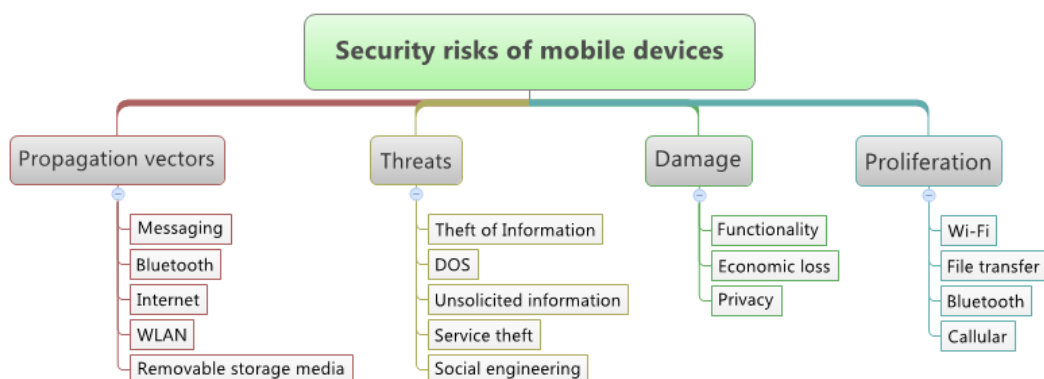 Security risks of mobile devices
Propagation vectors
Messaging
Bluetooth
Internet
WLAN
Removable storage media
Threats
Theft of Information
DOS
Unsolicited information
Service theft
Social engineering
Damage
Functionality
Economic loss
Privacy
Proliferation
Wi-Fi
File transfer
Bluetooth
Callular